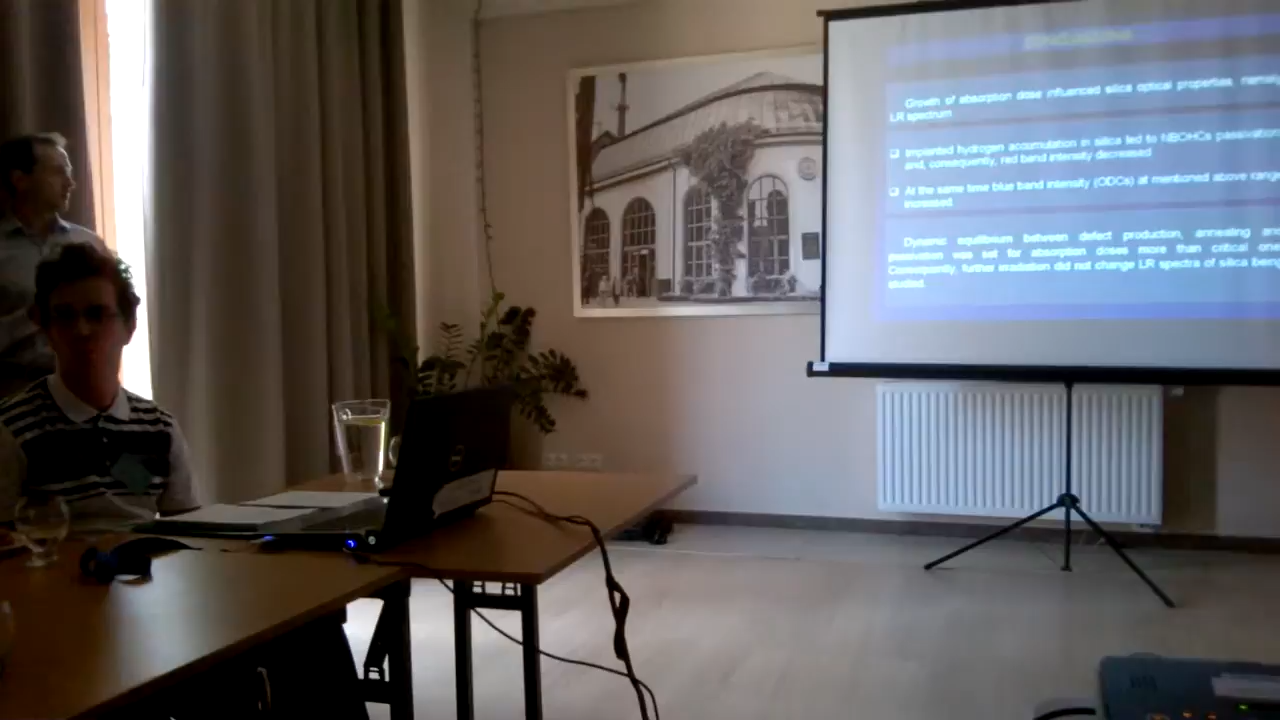 CONCLUSIONS
Growth of absorption dose influenced silica optical properties, namely
LR spectrum
Implanted hydrogen accumulation in silica led to NBOHCs passivation
and, consequently, red band intensity decreased
At the same time blue band intensity (ODCs) at mentioned above range
increased
Dynamic equilibrium between defect production, annealing and
passivation was set for absorption doses more than critical one.
Consequently, further irradiation did not change LR spectra of silica being
studied.